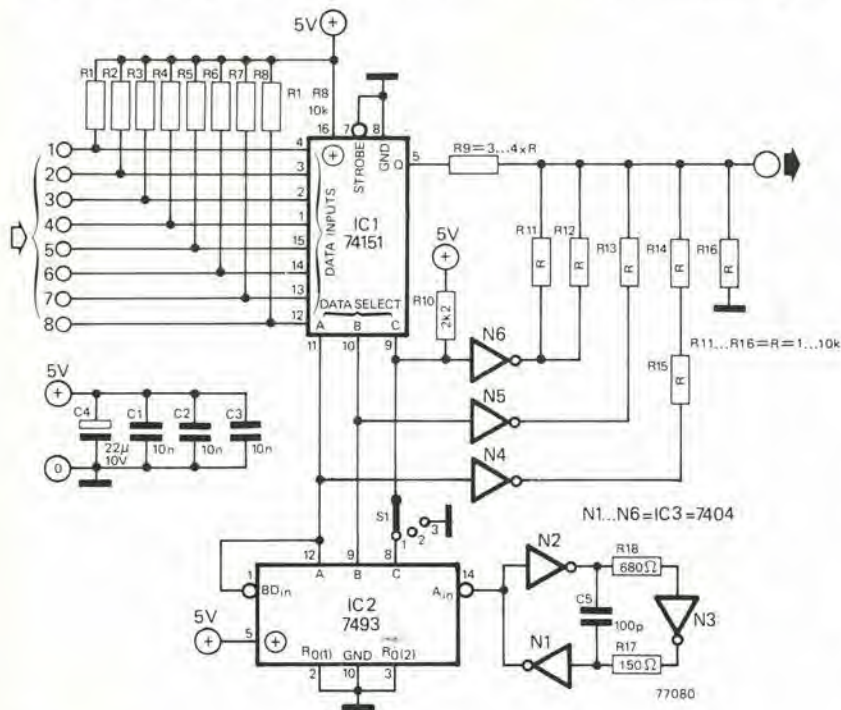 5V
+
R1 R2 R3 R4 R5 R6 R7 R8
R1 R8
10k
16 7 8
1 4
2 3
3 2
4 1
5 15
6 14
7 13
8 12
+
STROBE
GND
Q 5
DATA INPUTS
IC1
74151
DATA SELECT
A B C
11 10 9
R9=3...4xR
R11 R12 R13 R14 R16
R R R R R
5V
+
R10
2k2
N6
R11...R16=R=1...10k
R15
R
N5
N4
5V
+
C4 C1 C2 C3
22µ 10n 10n 10n
10V
0
S1
1 2 3
N1...N6=IC3=7404
12 9 8
A B C
1 BDin
Ain 14
IC2
7493
5V
+ 5 +
R0(1) GND R0(2)
2 10 3
N2
R18
680Ω
C5
100p
N3
N1
R17
150Ω
77080